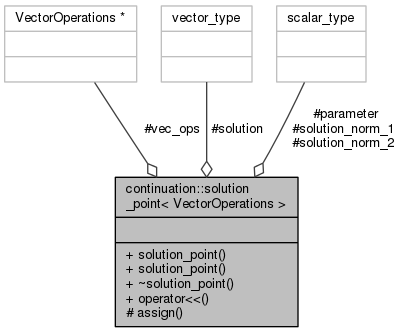 VectorOperations *
vector_type
scalar_type
#vec_ops
#solution
#parameter
#solution_norm_1
#solution_norm_2
continuation::solution
_point< VectorOperations >
+ solution_point()
+ solution_point()
+ ~solution_point()
+ operator<<()
# assign()